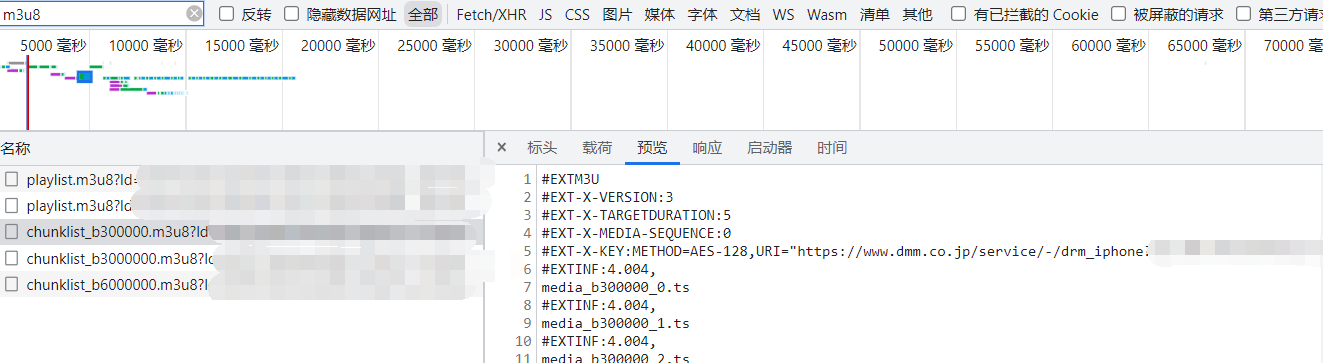 m3u8 反转 隐藏数据网址 全部 Fetch/XHR JS CSS 图片 媒体 字体 文档 WS Wasm 清单 其他 有已拦截的 Cookie 被屏蔽的请求 第三方请求
5000 毫秒 10000 毫秒 15000 毫秒 20000 毫秒 25000 毫秒 30000 毫秒 35000 毫秒 40000 毫秒 45000 毫秒 50000 毫秒 55000 毫秒 60000 毫秒 65000 毫秒 70000 毫秒
名称
playlist.m3u8?ld=
playlist.m3u8?ld
chunklist_b300000.m3u8?ld
chunklist_b3000000.m3u8?ld
chunklist_b6000000.m3u8?l
× 标头 载荷 预览 响应 启动器 时间
1 #EXTM3U
2 #EXT-X-VERSION:3
3 #EXT-X-TARGETDURATION:5
4 #EXT-X-MEDIA-SEQUENCE:0
5 #EXT-X-KEY:METHOD=AES-128,URI="https://www.dmm.co.jp/service/-/drm_iphone?
6 #EXTINF:4.004,
7 media_b300000_0.ts
8 #EXTINF:4.004,
9 media_b300000_1.ts
10 #EXTINF:4.004,
11 media_b300000_2.ts